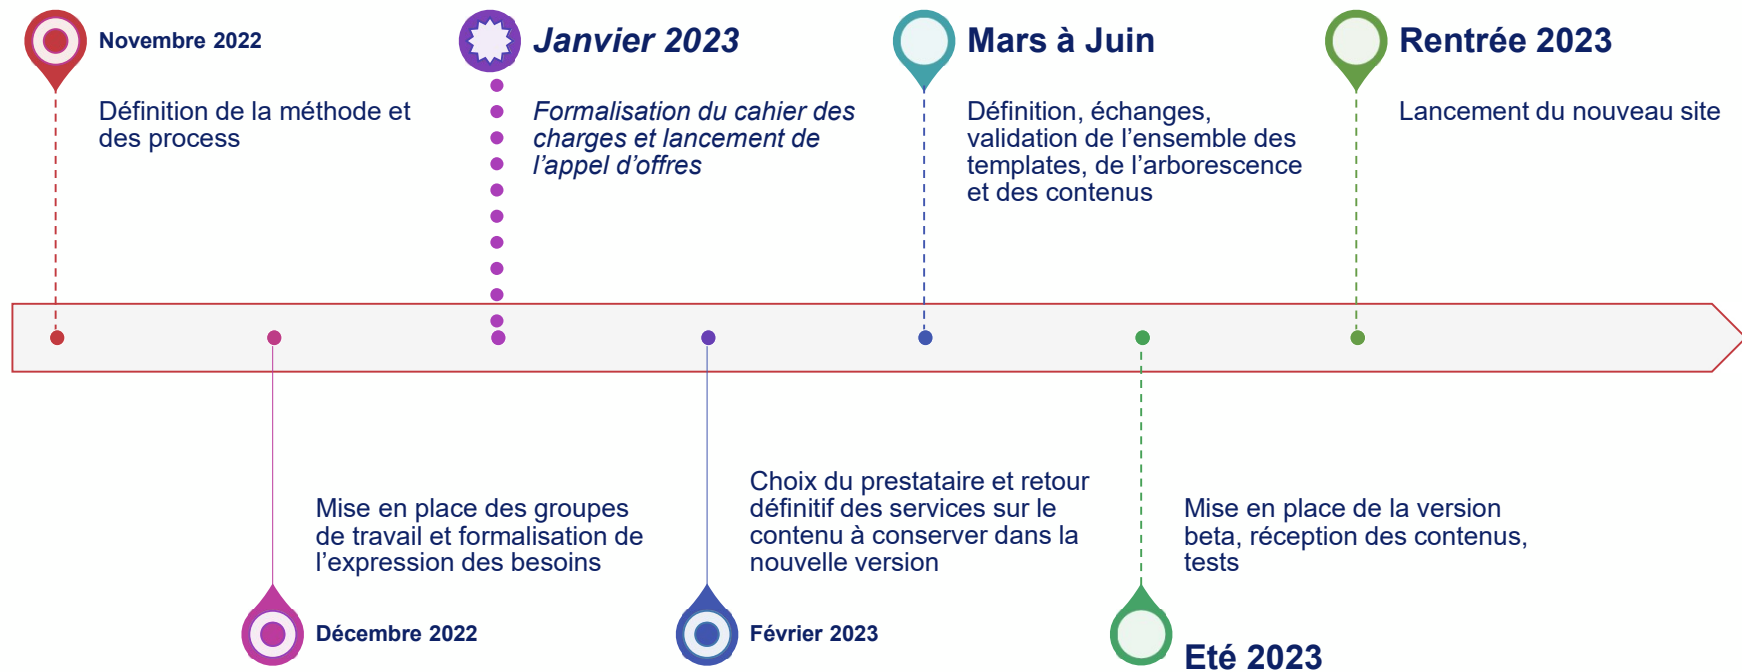 Novembre 2022
Définition de la méthode et
des process
Janvier 2023
Formalisation du cahier des
charges et lancement de
l’appel d’offres
Mars à Juin
Définition, échanges,
validation de l’ensemble des
templates, de l’arborescence
et des contenus
Rentrée 2023
Lancement du nouveau site
Mise en place des groupes
de travail et formalisation de
l’expression des besoins
Décembre 2022
Choix du prestataire et retour
définitif des services sur le
contenu à conserver dans la
nouvelle version
Février 2023
Mise en place de la version
beta, réception des contenus,
tests
Eté 2023